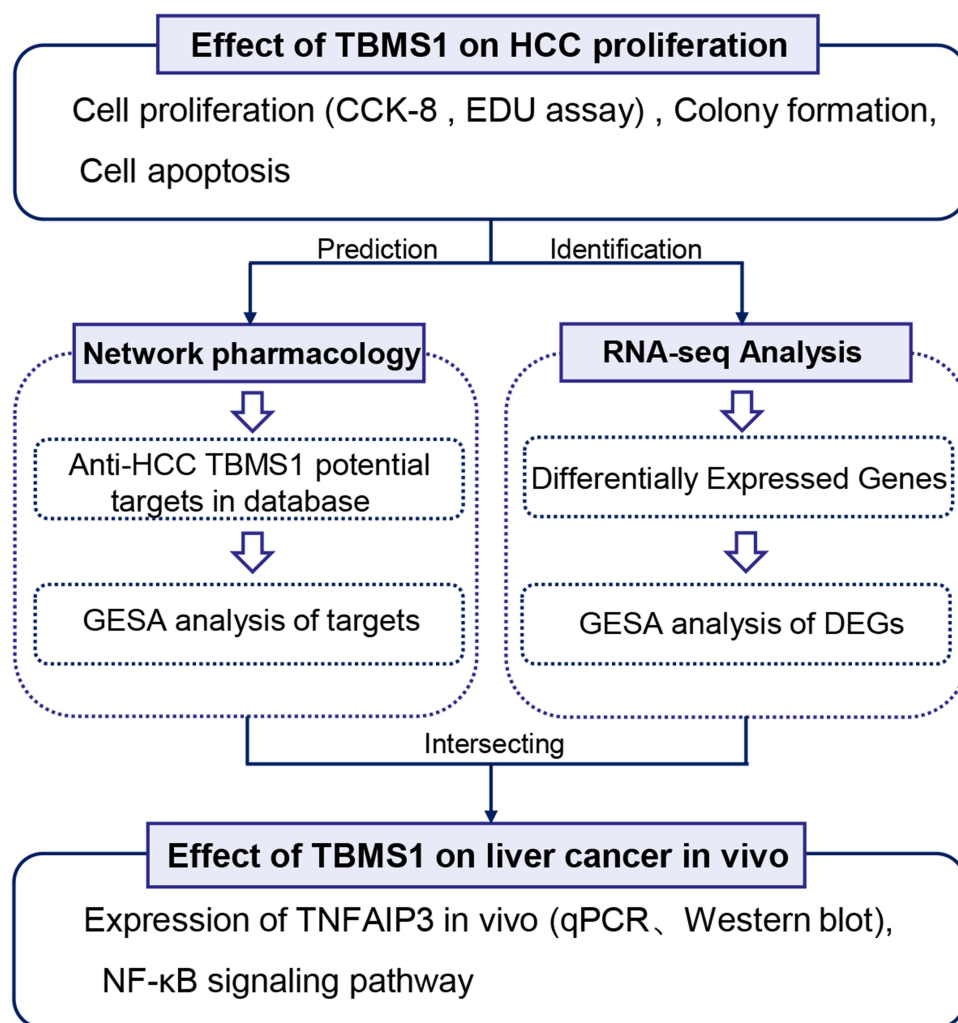 Effect of TBMS1 on HCC proliferation
Cell proliferation (CCK-8 , EDU assay) , Colony formation,
Cell apoptosis
Prediction
Identification
Network pharmacology
Anti-HCC TBMS1 potential
targets in database
GESA analysis of targets
RNA-seq Analysis
Differentially Expressed Genes
GESA analysis of DEGs
Intersecting
Effect of TBMS1 on liver cancer in vivo
Expression of TNFAIP3 in vivo (qPCR、Western blot),
NF-κB signaling pathway